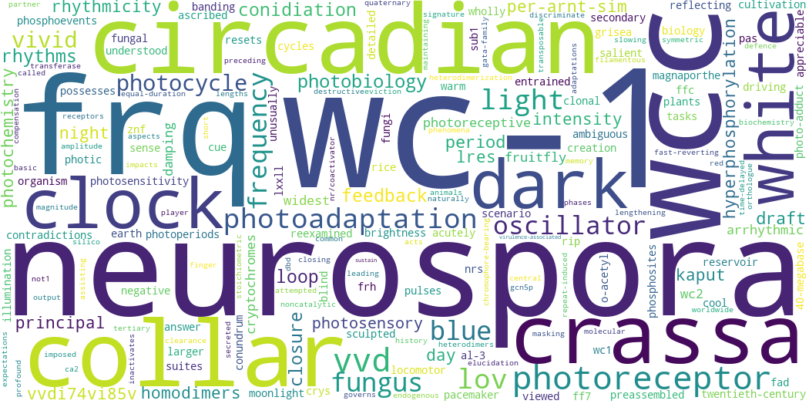 partner banding signature wholly per-arnt-sim quaternary secondary reflecting cultivation
rhythmicity ascribed conidiation detailed discriminate symmetric
phosphoevents fungal circadian sub1 gata-family transposable grisea biology defence
vivid understood resets cycles maintaining slowing filamentous adaptations salient pas appreciable
rhythms called preceding heterodimerization entrained magnaporthe driving
transferase photocycle photobiology warm light clonal ffc
possesses equal-duration lengths destructiveeviction plants
photochemistry compensation receptors frq wc-1 wcc white
night znf short frequency unusually fungi photoreceptive intensity tasks hyperphosphorylation photo-adduct
amplitude aspects phenomena period ambiguous creation memory biochemistry
photic sense cue damping nr/coactivator rice lres fruitfly fast-reverting time-delayed orthologue
basic impacts lxxll animals naturally dark phases red
organism photosensitivity clock feedback widest scenario lengthening draft
magnitude player photoadaptation oscillator arrhythmic
contradictions earth photoperiods reexamined brightness acutely virulence-associated rip
illumination silico common acts neurospora reservoir
not1 finger assisting stoichiometric cryptochromes loop dbd closing sustain nrs chromophore-bearing central repeat-induced o-acetyl phosphosites kaput cool
output negative leading blind frh pulses gcn5p wc2 worldwide
attempted noncatalytic 40-megabase
principal tertiary answer conundrum closure photosensory blue masking molecular crassa
expectations imposed collar clearance larger secreted sculpted history day al-3 heterodimers wc1
profound ca2 inactivates suites moonlight yvd locomotor elucidation lov photoreceptor fad
vvdi74vi85v homodimers governs crys endogenous fungus pacemaker viewed ff7 preassembled twentieth-century